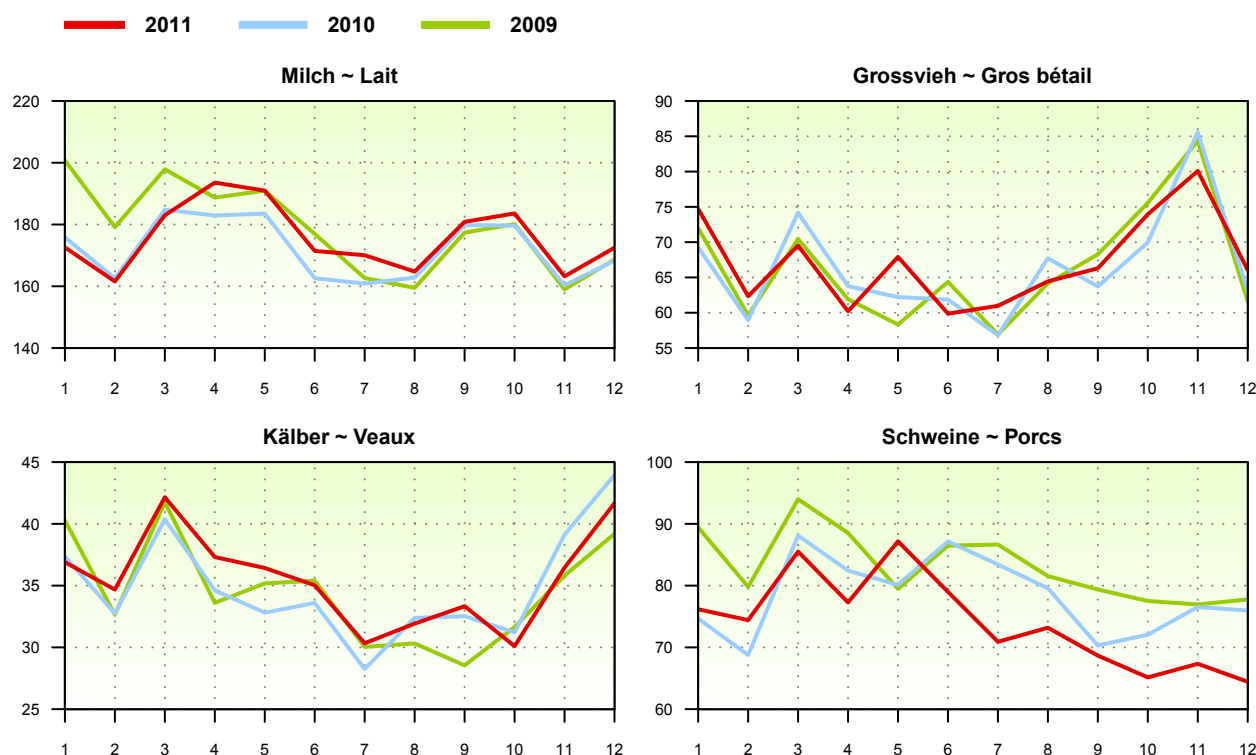 2011 2010 2009
Milch ~ Lait
220
200
180
160
140
1 2 3 4 5 6 7 8 9 10 11 12
Grossvieh ~ Gros bétail
90
85
80
75
70
65
60
55
1 2 3 4 5 6 7 8 9 10 11 12
Kälber ~ Veaux
45
40
35
30
25
1 2 3 4 5 6 7 8 9 10 11 12
Schweine ~ Porcs
100
90
80
70
60
1 2 3 4 5 6 7 8 9 10 11 12